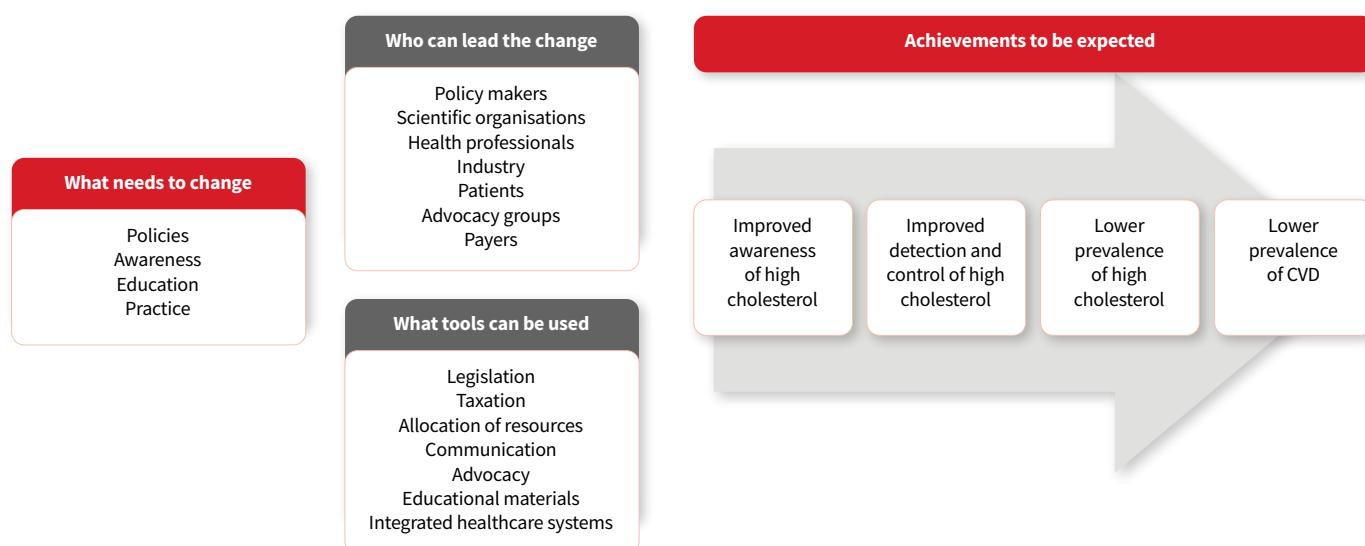 What needs to change
Policies
Awareness
Education
Practice
Who can lead the change
Policy makers
Scientific organisations
Health professionals
Industry
Patients
Advocacy groups
Payers
What tools can be used
Legislation
Taxation
Allocation of resources
Communication
Advocacy
Educational materials
Integrated healthcare systems
Achievements to be expected
Improved
awareness
of high
cholesterol
Improved
detection and
control of high
cholesterol
Lower
prevalence
of high
cholesterol
Lower
prevalence
of CVD